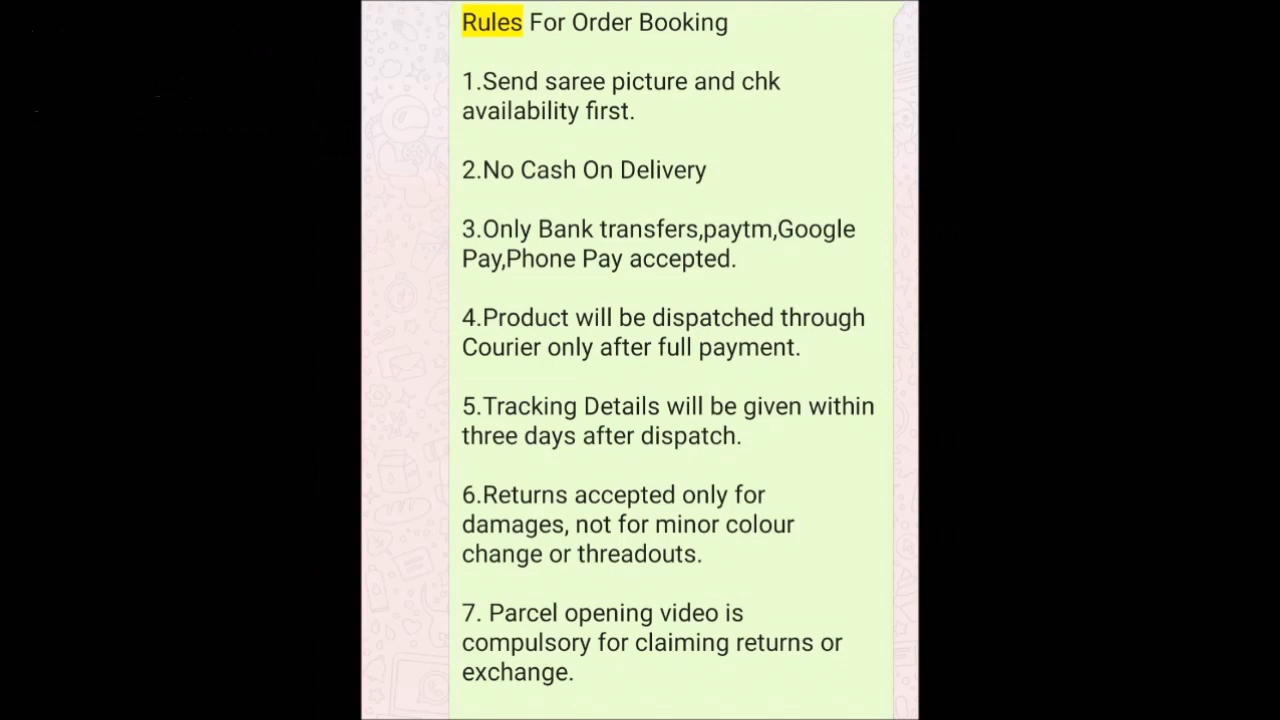 Rules For Order Booking
1.Send saree picture and chk
availability first.
2.No Cash On Delivery
3.Only Bank transfers,paytm,Google
Pay,Phone Pay accepted.
4.Product will be dispatched through
Courier only after full payment.
5.Tracking Details will be given within
three days after dispatch.
6.Returns accepted only for
damages, not for minor colour
change or threadouts.
7. Parcel opening video is
compulsory for claiming returns or
exchange.